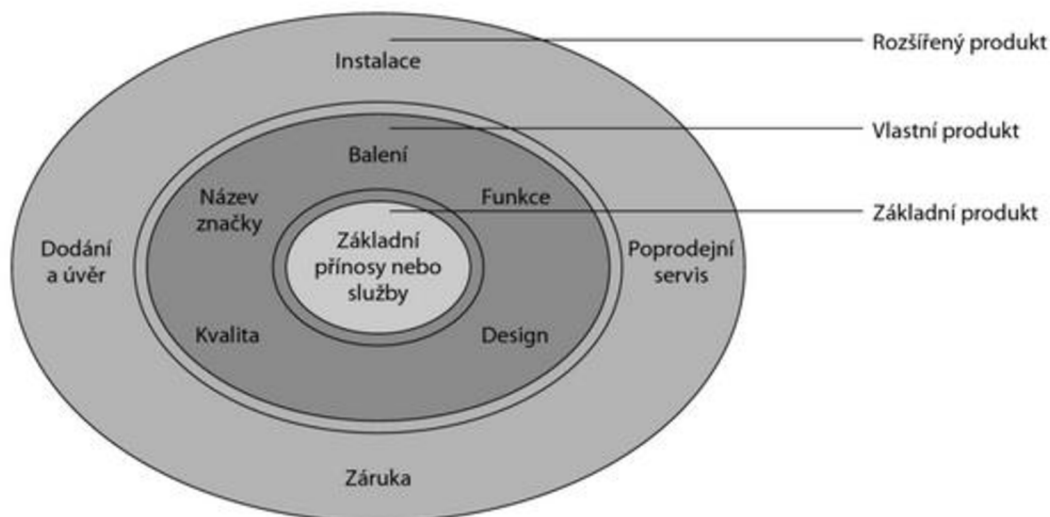 Rozšířený produkt
Instalace
Vlastní produkt
Balení
Název
značky
Funkce
Základní produkt
Základní
přínosy nebo
služby
Dodání
a úvěr
Poprodejní
servis
Kvalita
Design
Záruka